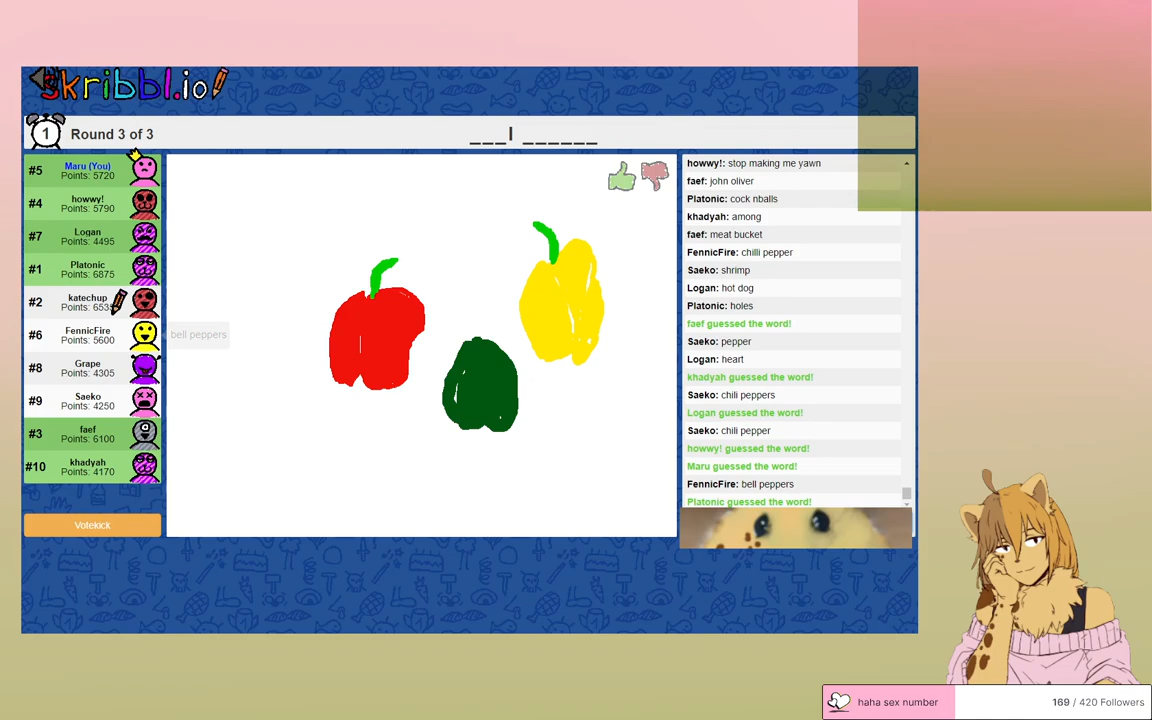 skribbl.io
1
Round 3 of 3
___l ______
#5 Maru (You)
Points: 5720
#4 howwy!
Points: 5790
#7 Logan
Points: 4495
#1 Platonic
Points: 6875
#2 katechup
Points: 6535
#6 FennicFire
Points: 5600
#8 Grape
Points: 4305
#9 Saeko
Points: 4250
#3 faef
Points: 6100
#10 khadyah
Points: 4170
Votekick
bell peppers
howwy!: stop making me yawn
faef: john oliver
Platonic: cock nballs
khadyah: among
faef: meat bucket
FennicFire: chilli pepper
Saeko: shrimp
Logan: hot dog
Platonic: holes
faef guessed the word!
Saeko: pepper
Logan: heart
khadyah guessed the word!
Saeko: chili peppers
Logan guessed the word!
Saeko: chili pepper
howwy! guessed the word!
Maru guessed the word!
FennicFire: bell peppers
Platonic guessed the word!
haha sex number 169 / 420 Followers